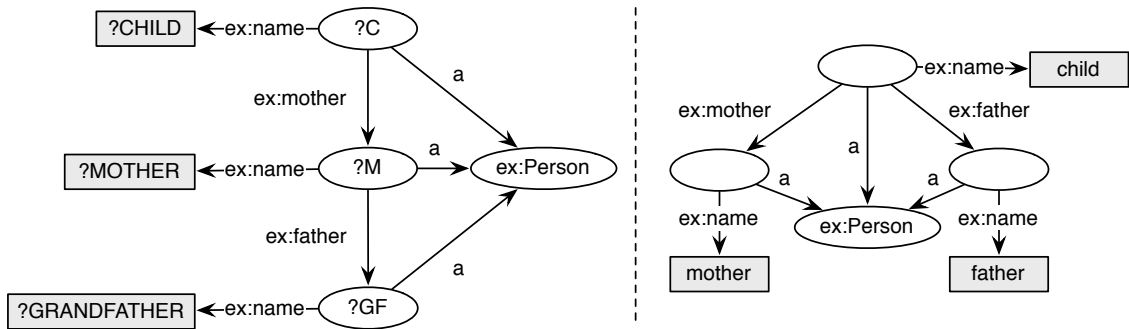 ?CHILD
ex:name
?C
a
ex:mother
?MOTHER
ex:name
?M
a
ex:Person
ex:father
a
?GRANDFATHER
ex:name
?GF
ex:name
child
ex:mother
ex:father
a
a
a
ex:name
ex:Person
ex:name
mother
father